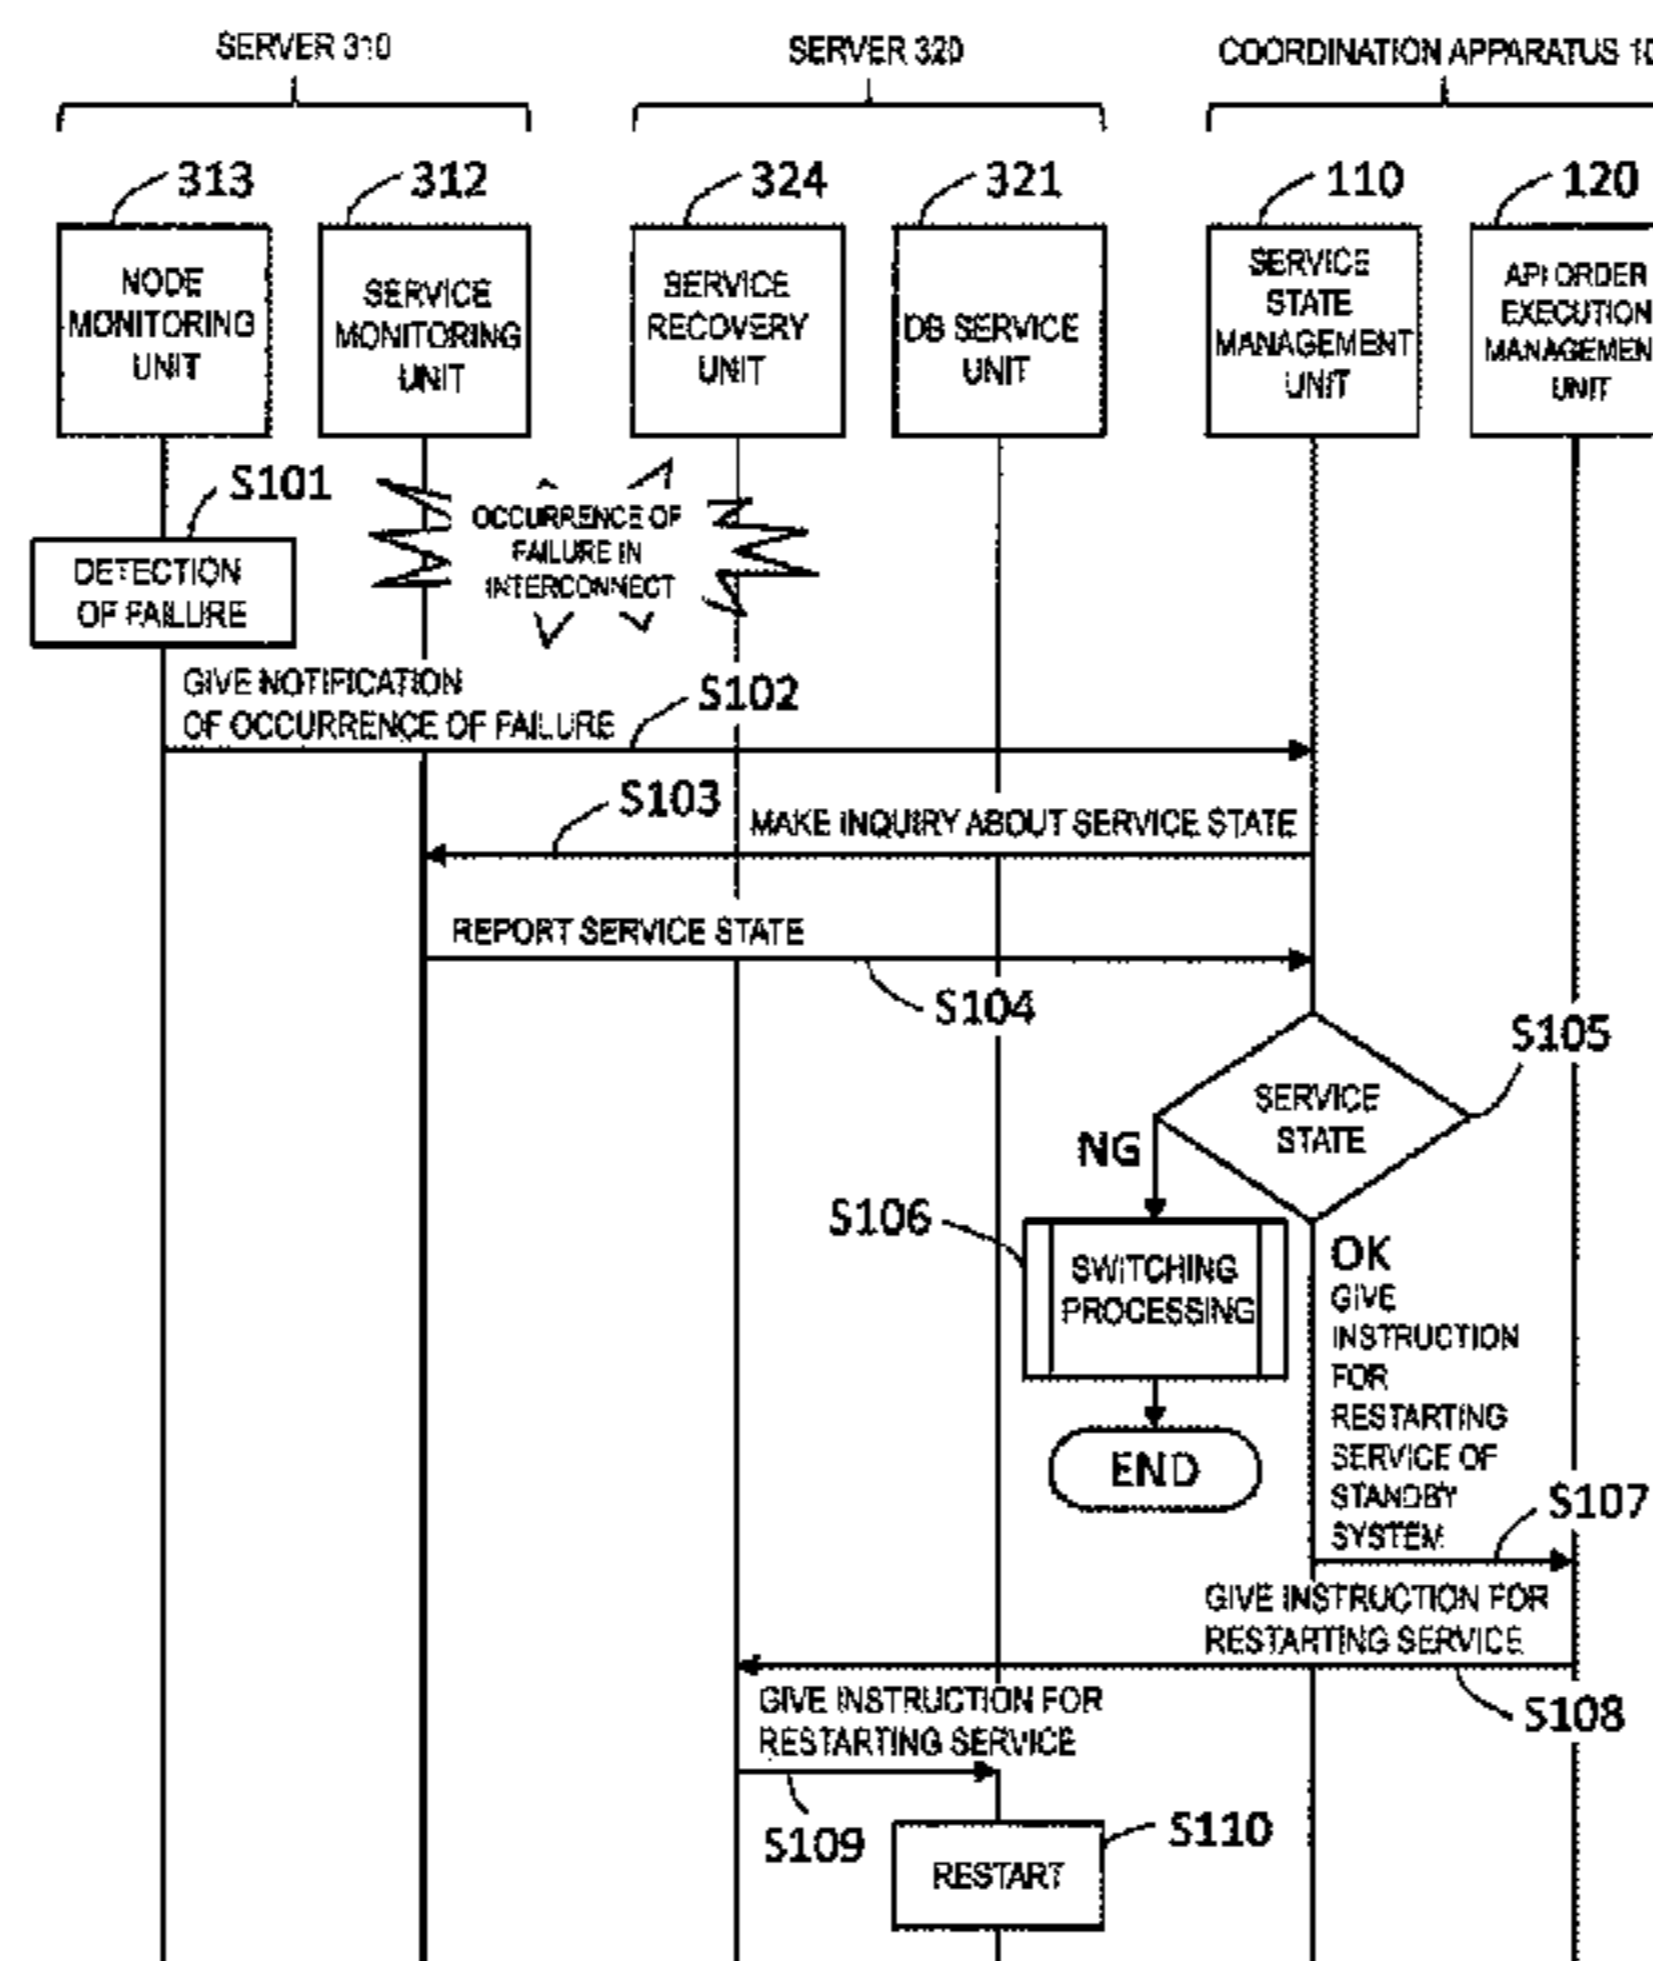 SERVER 310
SERVER 320
COORDINATION APPARATUS 10
313
312
324
321
110
120
NODE
MONITORING
UNIT
SERVICE
MONITORING
UNIT
SERVICE
RECOVERY
UNIT
DB SERVICE
UNIT
SERVICE
STATE
MANAGEMENT
UNIT
API ORDER
EXECUTION
MANAGEMEN
UNIT
S101
DETECTION
OF FAILURE
OCCURRENCE OF
FAILURE IN
INTERCONNECT
GIVE NOTIFICATION
OF OCCURRENCE OF FAILURE
S102
S103
MAKE INQUIRY ABOUT SERVICE STATE
REPORT SERVICE STATE
S104
S105
SERVICE
STATE
NG
S106
SWITCHING
PROCESSING
END
OK
GIVE
INSTRUCTION
FOR
RESTARTING
SERVICE OF
STANDBY
SYSTEM
S107
GIVE INSTRUCTION FOR
RESTARTING SERVICE
S108
GIVE INSTRUCTION FOR
RESTARTING SERVICE
S109
S110
RESTART